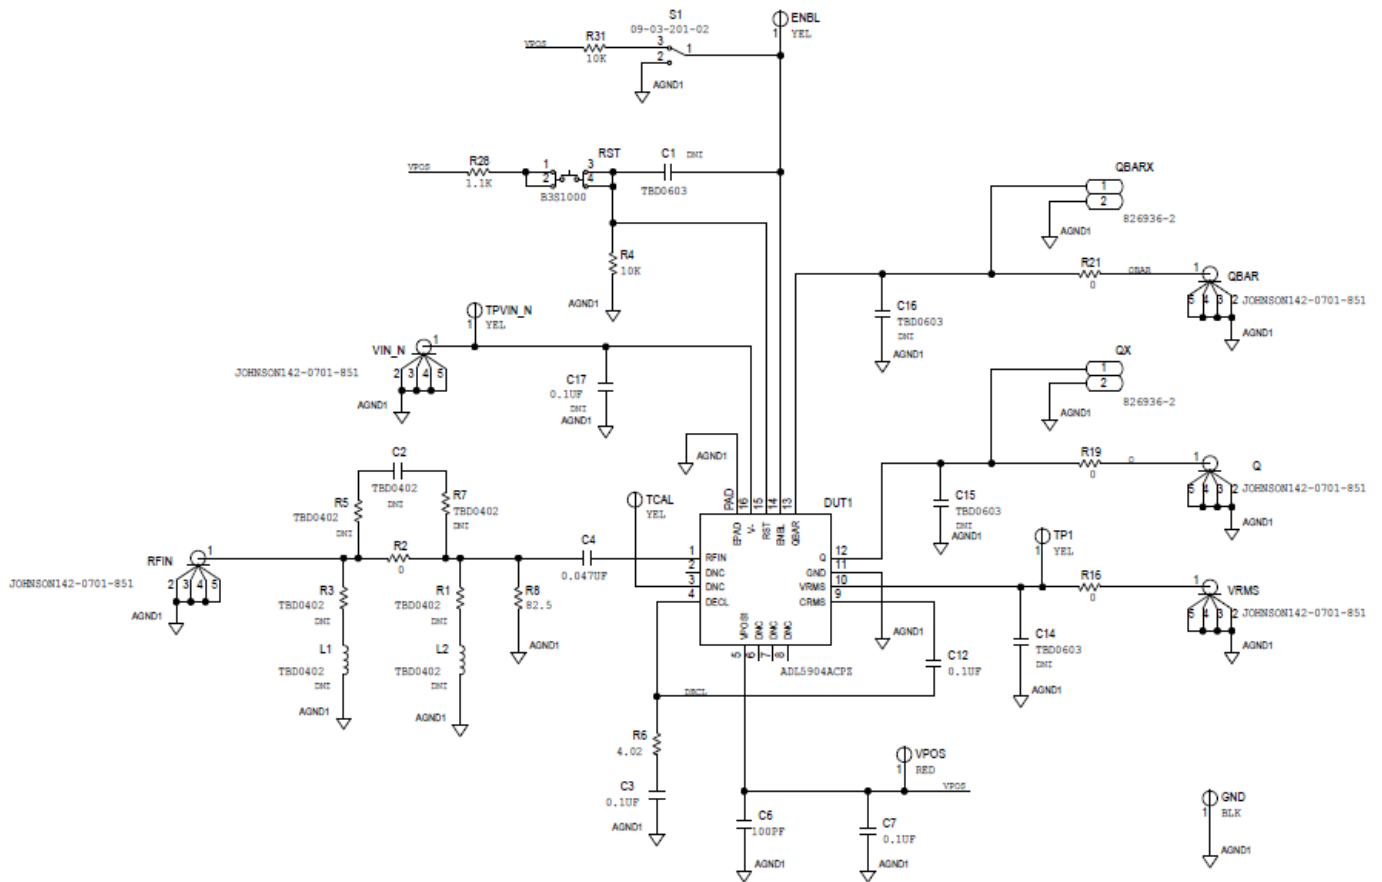 S1
09-03-201-02
ENBL
1
YEL
VPOS
R31
10K
3
2
1
AGND1
VPOS
R28
1.1K
1
2
3
4
RST
B3S1000
C1
DNI
TBD0603
R4
10K
AGND1
QBARX
1
2
826936-2
AGND1
R21
0
QBAR
1
QBAR
5 4 3 2
JOHNSON142-0701-851
AGND1
C16
TBD0603
DNI
AGND1
TPVIN_N
1
YEL
VIN_N
1
JOHNSON142-0701-851
2 3 4 5
AGND1
C17
0.1UF
DNI
AGND1
QX
1
2
826936-2
AGND1
R19
0
Q
1
Q
5 4 3 2
JOHNSON142-0701-851
AGND1
C15
TBD0603
DNI
AGND1
AGND1
C2
TBD0402
DNI
R5
TBD0402
DNI
R7
TBD0402
DNI
TCAL
1
YEL
RFIN
1
JOHNSON142-0701-851
2 3 4 5
AGND1
R2
0
C4
0.047UF
R3
TBD0402
DNI
R1
TBD0402
DNI
R8
82.5
AGND1
L1
TBD0402
DNI
AGND1
L2
TBD0402
DNI
AGND1
DUT1
PAD
16
15
14
13
EPAD
V-
RST
ENBL
QBAR
1
RFIN
2
DNC
3
DNC
4
DECL
Q
12
GND
11
VRMS
10
CRMS
9
VPOS1
DNC
DNC
DNC
5
6
7
8
ADL5904ACPZ
AGND1
TP1
1
YEL
R16
0
1
VRMS
5 4 3 2
JOHNSON142-0701-851
AGND1
C14
TBD0603
DNI
AGND1
C12
0.1UF
DECL
R6
4.02
C3
0.1UF
AGND1
VPOS
1
RED
VPOS
C6
100PF
AGND1
C7
0.1UF
AGND1
GND
1
BLK
AGND1